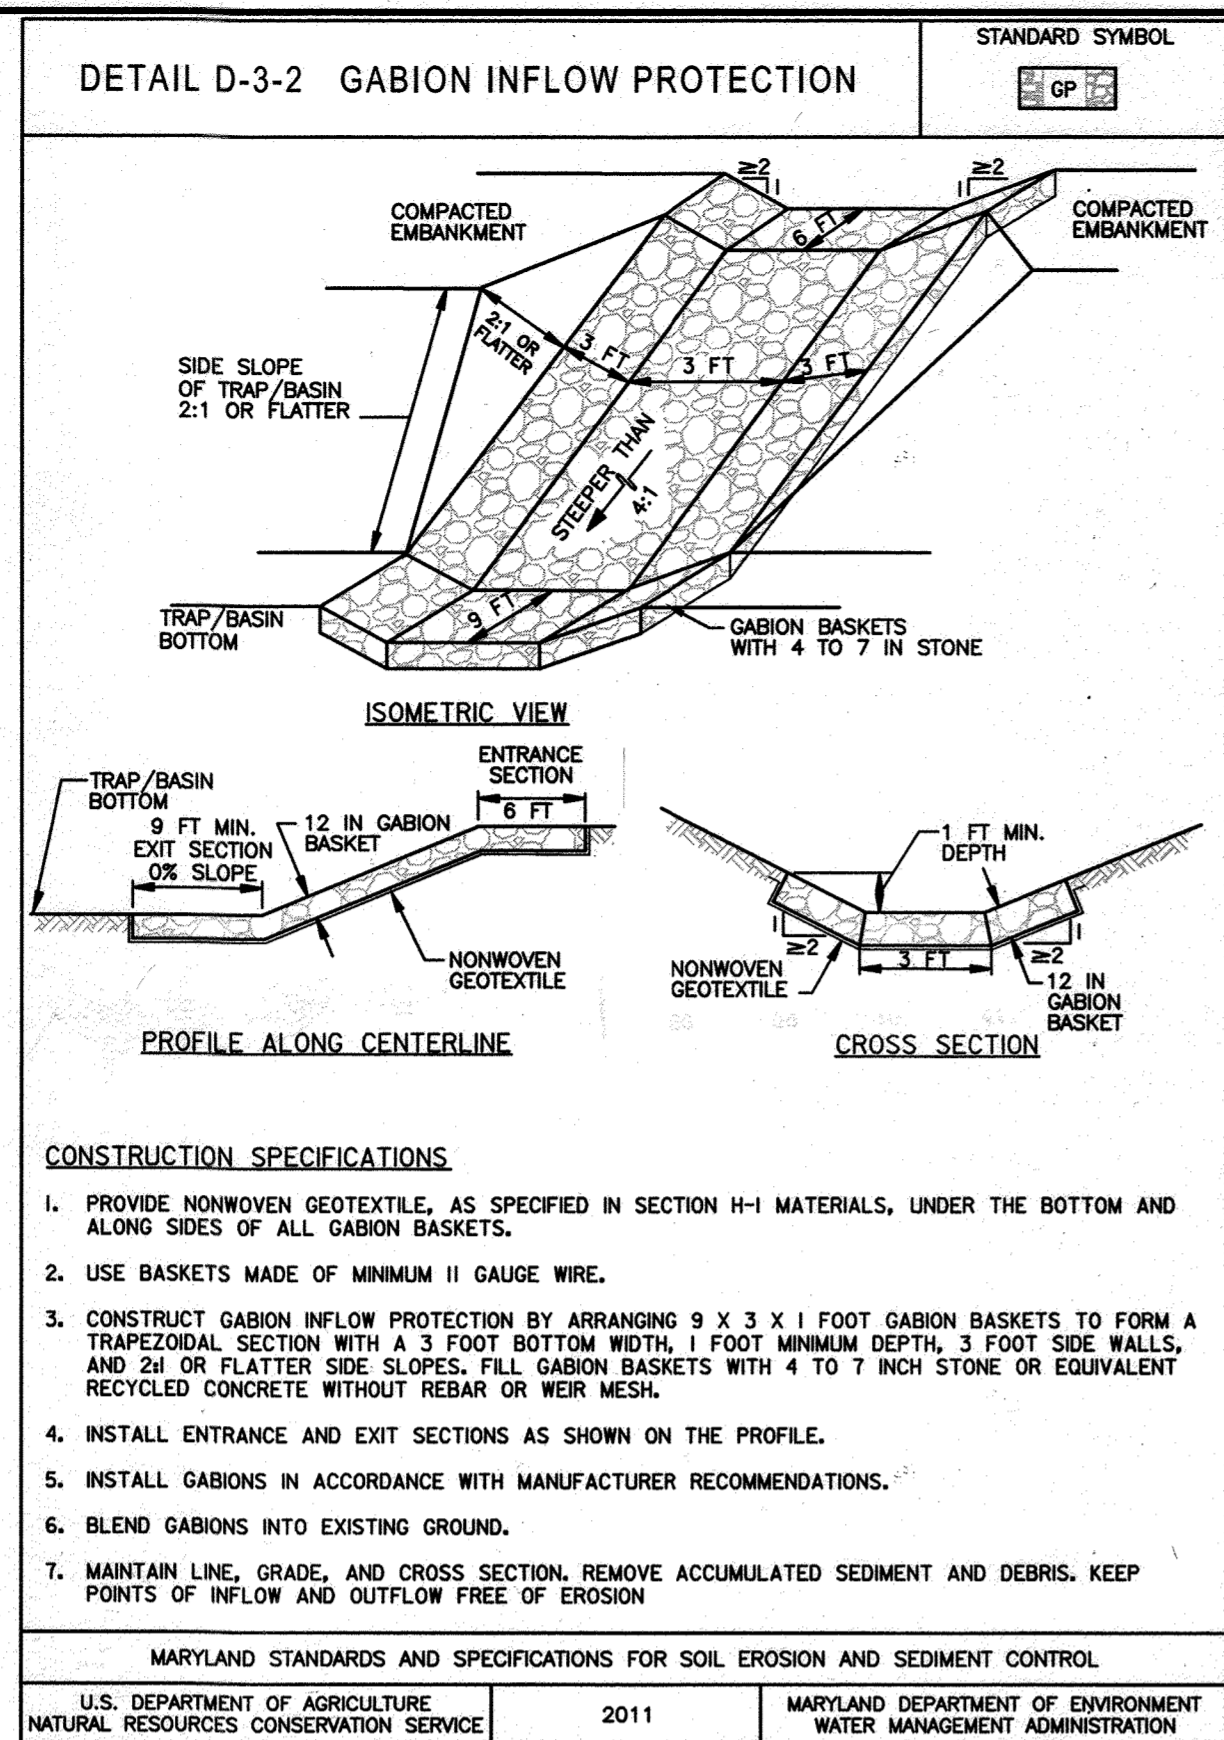 DETAIL D-3-2 GABION INFLOW PROTECTION
STANDARD SYMBOL
GP
≥2
I
≥2
I
COMPACTED
EMBANKMENT
6 FT
COMPACTED
EMBANKMENT
2:1 OR
FLATTER
3 FT
3 FT
3 FT
SIDE SLOPE
OF TRAP/BASIN
2:1 OR FLATTER
STEEPER THAN
4:1
9 FT
TRAP/BASIN
BOTTOM
GABION BASKETS
WITH 4 TO 7 IN STONE
ISOMETRIC VIEW
TRAP/BASIN
BOTTOM
9 FT MIN.
EXIT SECTION
0% SLOPE
12 IN GABION
BASKET
ENTRANCE
SECTION
6 FT
NONWOVEN
GEOTEXTILE
PROFILE ALONG CENTERLINE
1 FT MIN.
DEPTH
I
≥2
3 FT
I
≥2
NONWOVEN
GEOTEXTILE
12 IN
GABION
BASKET
CROSS SECTION
CONSTRUCTION SPECIFICATIONS
I. PROVIDE NONWOVEN GEOTEXTILE, AS SPECIFIED IN SECTION H-I MATERIALS, UNDER THE BOTTOM AND
ALONG SIDES OF ALL GABION BASKETS.
2. USE BASKETS MADE OF MINIMUM II GAUGE WIRE.
3. CONSTRUCT GABION INFLOW PROTECTION BY ARRANGING 9 X 3 X I FOOT GABION BASKETS TO FORM A
TRAPEZOIDAL SECTION WITH A 3 FOOT BOTTOM WIDTH, I FOOT MINIMUM DEPTH, 3 FOOT SIDE WALLS,
AND 2:I OR FLATTER SIDE SLOPES. FILL GABION BASKETS WITH 4 TO 7 INCH STONE OR EQUIVALENT
RECYCLED CONCRETE WITHOUT REBAR OR WEIR MESH.
4. INSTALL ENTRANCE AND EXIT SECTIONS AS SHOWN ON THE PROFILE.
5. INSTALL GABIONS IN ACCORDANCE WITH MANUFACTURER RECOMMENDATIONS.
6. BLEND GABIONS INTO EXISTING GROUND.
7. MAINTAIN LINE, GRADE, AND CROSS SECTION. REMOVE ACCUMULATED SEDIMENT AND DEBRIS. KEEP
POINTS OF INFLOW AND OUTFLOW FREE OF EROSION
MARYLAND STANDARDS AND SPECIFICATIONS FOR SOIL EROSION AND SEDIMENT CONTROL
U.S. DEPARTMENT OF AGRICULTURE
NATURAL RESOURCES CONSERVATION SERVICE
2011
MARYLAND DEPARTMENT OF ENVIRONMENT
WATER MANAGEMENT ADMINISTRATION